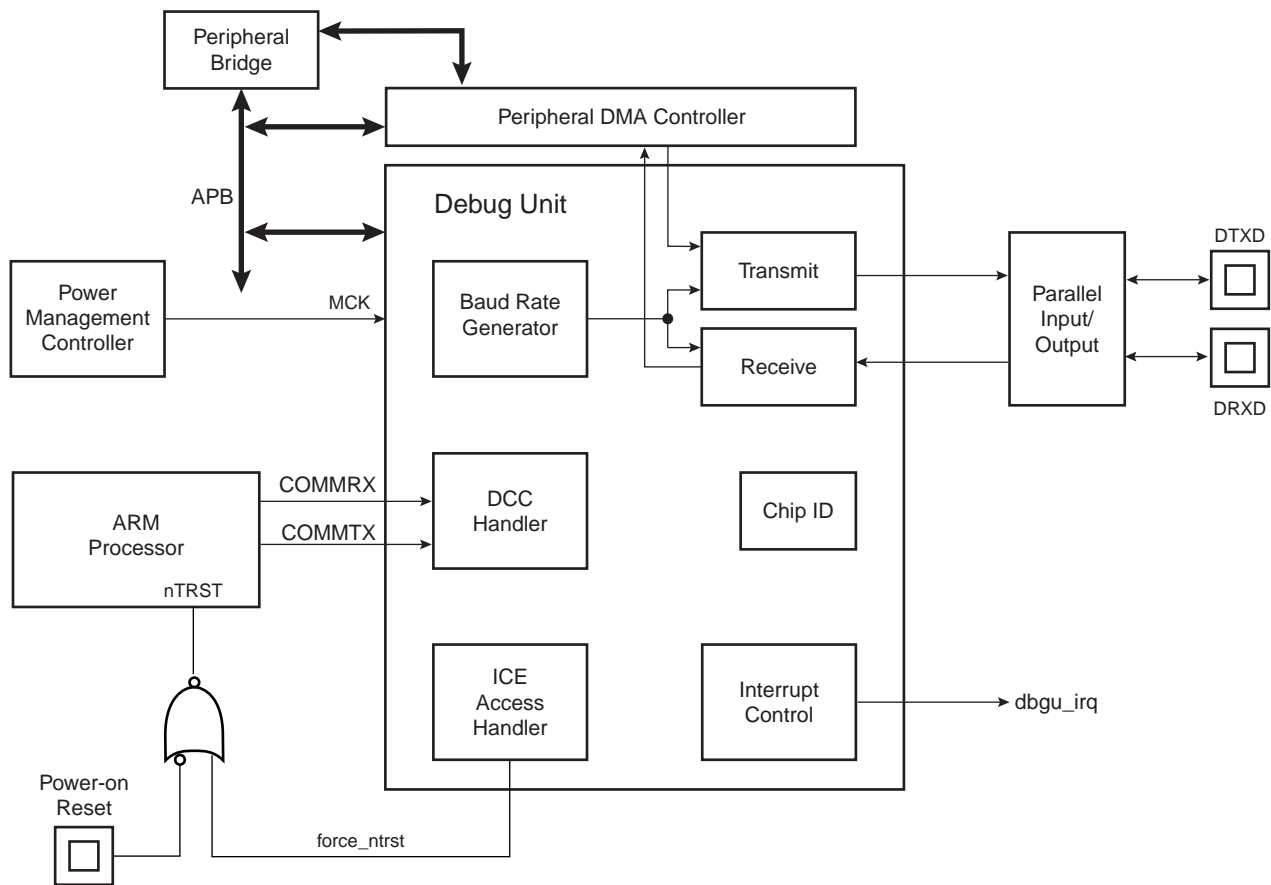 Peripheral
Bridge
Peripheral DMA Controller
APB
Debug Unit
Power
Management
Controller
MCK
Baud Rate
Generator
Transmit
Receive
Parallel
Input/
Output
DTXD
DRXD
ARM
Processor
nTRST
COMMRX
COMMTX
DCC
Handler
Chip ID
ICE
Access
Handler
Interrupt
Control
dbgu_irq
Power-on
Reset
force_ntrst